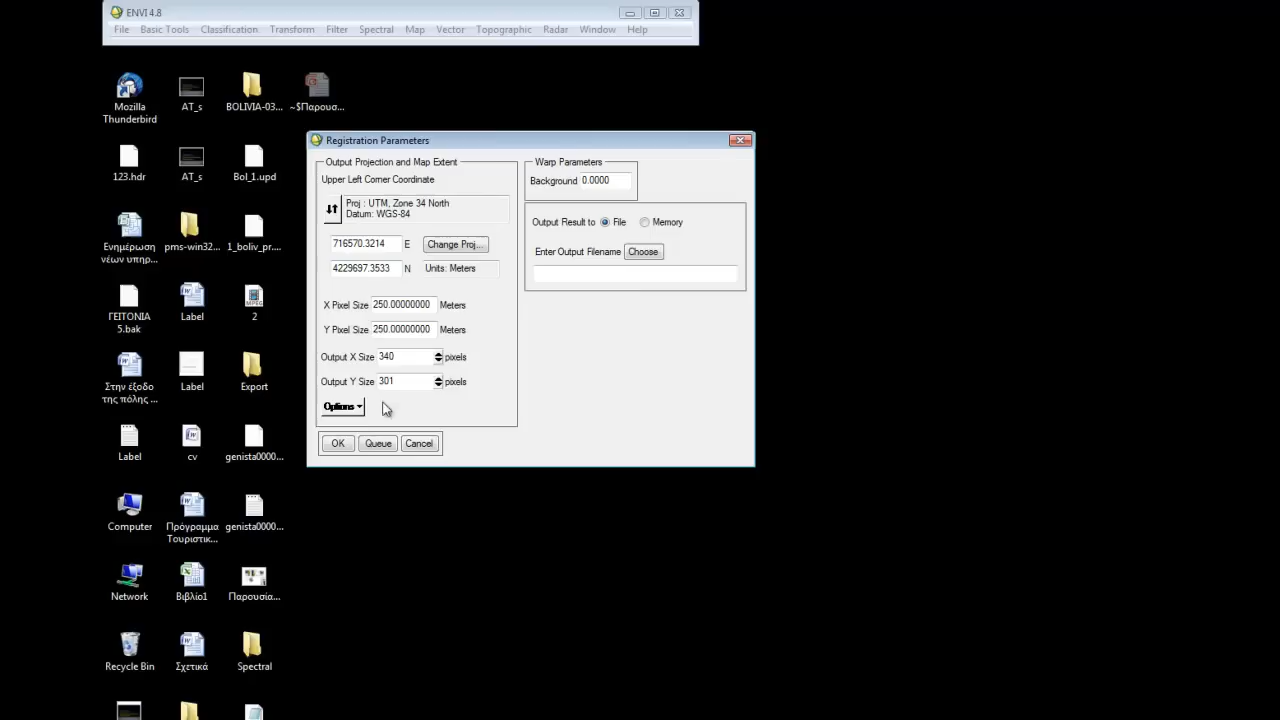 ENVI 4.8
File Basic Tools Classification Transform Filter Spectral Map Vector Topographic Radar Window Help
Mozilla Thunderbird
AT_s
BOLIVIA-03...
~$Παρουσ...
123.hdr
AT_s
Bol_1.upd
Ενημέρωση νέων υπηρ...
pms-win32...
1_boliv_pr....
ΓΕΙΤΟΝΙΑ 5.bak
Label
2
Στην έξοδο της πόλης ...
Label
Export
Label
cv
genista0000...
Computer
Πρόγραμμα Τουριστικ...
genista0000...
Network
Βιβλίο1
Παρουσία...
Recycle Bin
Σχετικά
Spectral
Registration Parameters
Output Projection and Map Extent
Upper Left Corner Coordinate
Proj : UTM, Zone 34 North
Datum: WGS-84
716570.3214 E Change Proj...
4229697.3533 N Units: Meters
X Pixel Size 250.00000000 Meters
Y Pixel Size 250.00000000 Meters
Output X Size 340 pixels
Output Y Size 301 pixels
Options
OK Queue Cancel
Warp Parameters
Background 0.0000
Output Result to File Memory
Enter Output Filename Choose